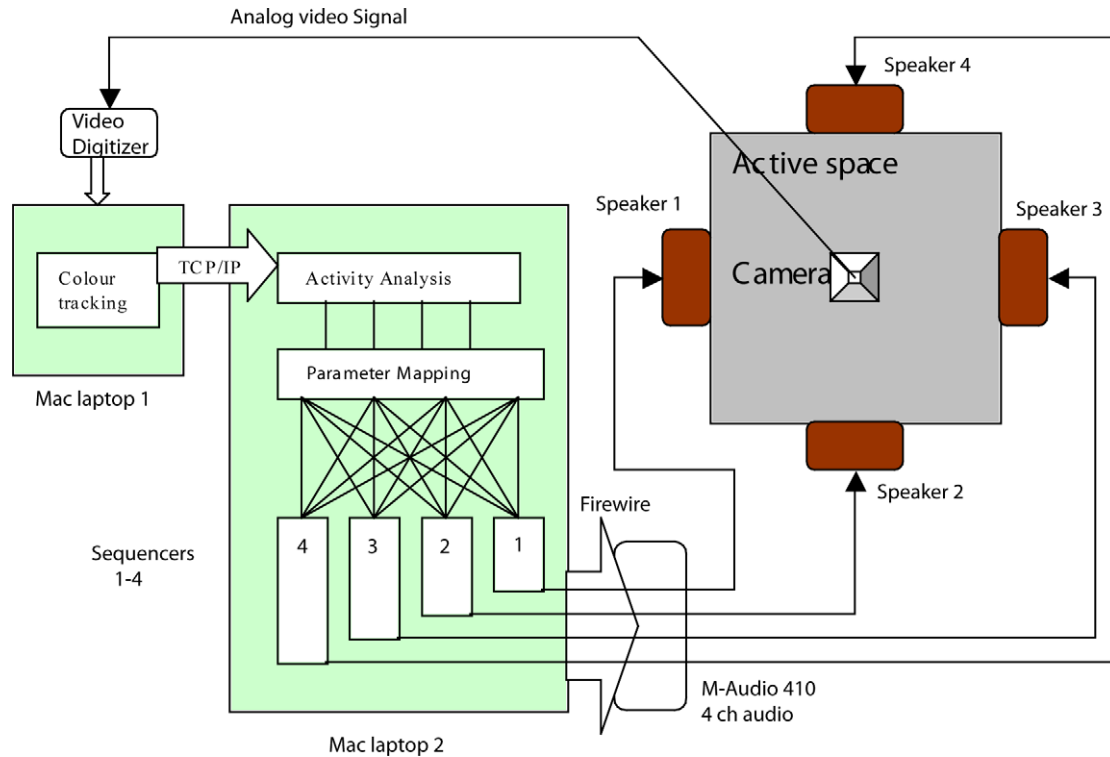 Analog video Signal
Speaker 4
Video
Digitizer
Active space
Speaker 1
Speaker 3
TCP/IP
Colour
tracking
Activity Analysis
Camera
Parameter Mapping
Mac laptop 1
Speaker 2
Firewire
4
3
2
1
Sequencers
1-4
M-Audio 410
4 ch audio
Mac laptop 2